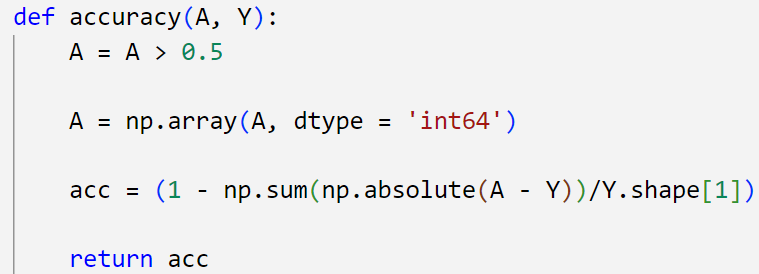 def accuracy(A, Y):
A = A > 0.5
A = np.array(A, dtype = 'int64')
acc = (1 - np.sum(np.absolute(A - Y))/Y.shape[1])
return acc